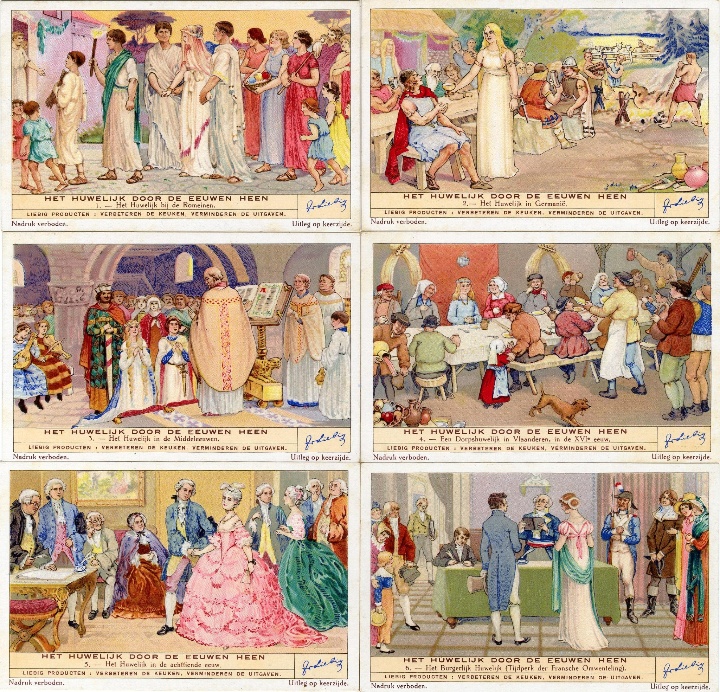 HET HUWELIJK DOOR DE EEUWEN HEEN
1. — Het Huwelijk bij de Romeinen.
LIEBIG PRODUCTEN : VERBETEREN DE KEUKEN, VERMINDEREN DE UITGAVEN.
Nadruk verboden. Uitleg op keerzijde.
HET HUWELIJK DOOR DE EEUWEN HEEN
2. — Het Huwelijk in Germanië.
LIEBIG PRODUCTEN : VERBETEREN DE KEUKEN, VERMINDEREN DE UITGAVEN.
Nadruk verboden. Uitleg op keerzijde.
HET HUWELIJK DOOR DE EEUWEN HEEN
3. — Het Huwelijk in de Middeleeuwen.
LIEBIG PRODUCTEN : VERBETEREN DE KEUKEN, VERMINDEREN DE UITGAVEN.
Nadruk verboden. Uitleg op keerzijde.
HET HUWELIJK DOOR DE EEUWEN HEEN
4. — Een Dorpshuwelijk in Vlaanderen, in de XVIe eeuw.
LIEBIG PRODUCTEN : VERBETEREN DE KEUKEN, VERMINDEREN DE UITGAVEN.
Nadruk verboden. Uitleg op keerzijde.
HET HUWELIJK DOOR DE EEUWEN HEEN
5. — Het Huwelijk in de achttiende eeuw.
LIEBIG PRODUCTEN : VERBETEREN DE KEUKEN, VERMINDEREN DE UITGAVEN.
Nadruk verboden. Uitleg op keerzijde.
HET HUWELIJK DOOR DE EEUWEN HEEN
6. — Het Burgerlijk Huwelijk (Tijdperk der Fransche Omwenteling).
LIEBIG PRODUCTEN : VERBETEREN DE KEUKEN, VERMINDEREN DE UITGAVEN.
Nadruk verboden. Uitleg op keerzijde.